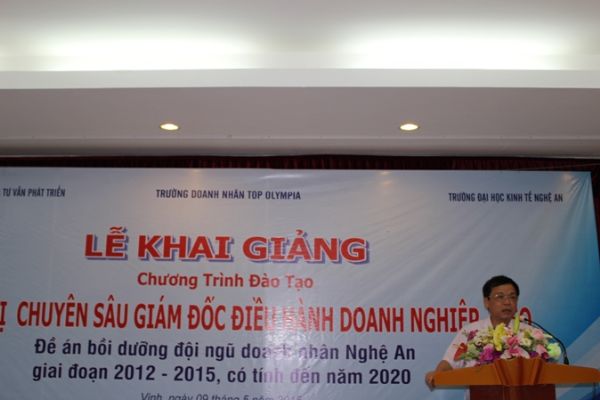 TƯ VẤN PHÁT TRIỂN TRƯỜNG DOANH NHÂN TOP OLYMPIA TRƯỜNG ĐẠI HỌC KINH TẾ NGHỆ AN
LỄ KHAI GIẢNG
Chương Trình Đào Tạo
CHUYÊN SÂU GIÁM ĐỐC ĐIỀU HÀNH DOANH NGHIỆP
Đề án bồi dưỡng đội ngũ doanh nhân Nghệ An
giai đoạn 2012 - 2015, có tính đến năm 2020
Vinh, ngày 09 tháng 5 năm 2015